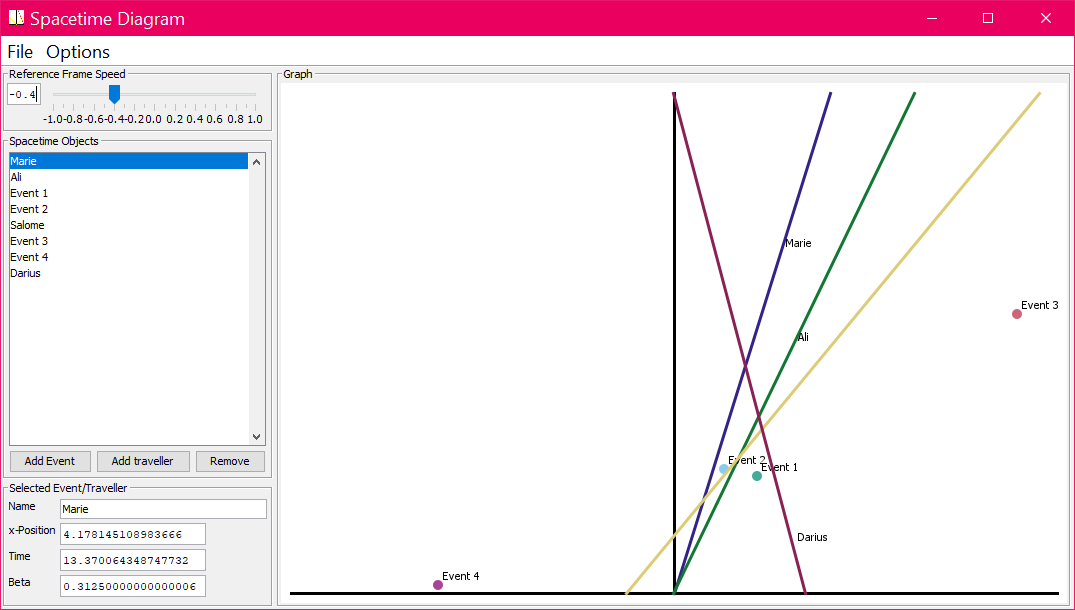 Spacetime Diagram
File Options
Reference Frame Speed
-0.4
-1.0-0.8-0.6-0.4-0.20.0 0.2 0.4 0.6 0.8 1.0
Spacetime Objects
Marie
Ali
Event 1
Event 2
Salome
Event 3
Event 4
Darius
Add Event Add traveller Remove
Selected Event/Traveller
Name Marie
x-Position 4.178145108983666
Time 13.370064348747732
Beta 0.31250000000000006
Graph
Marie
Event 3
Ali
Event 2
Event 1
Darius
Event 4